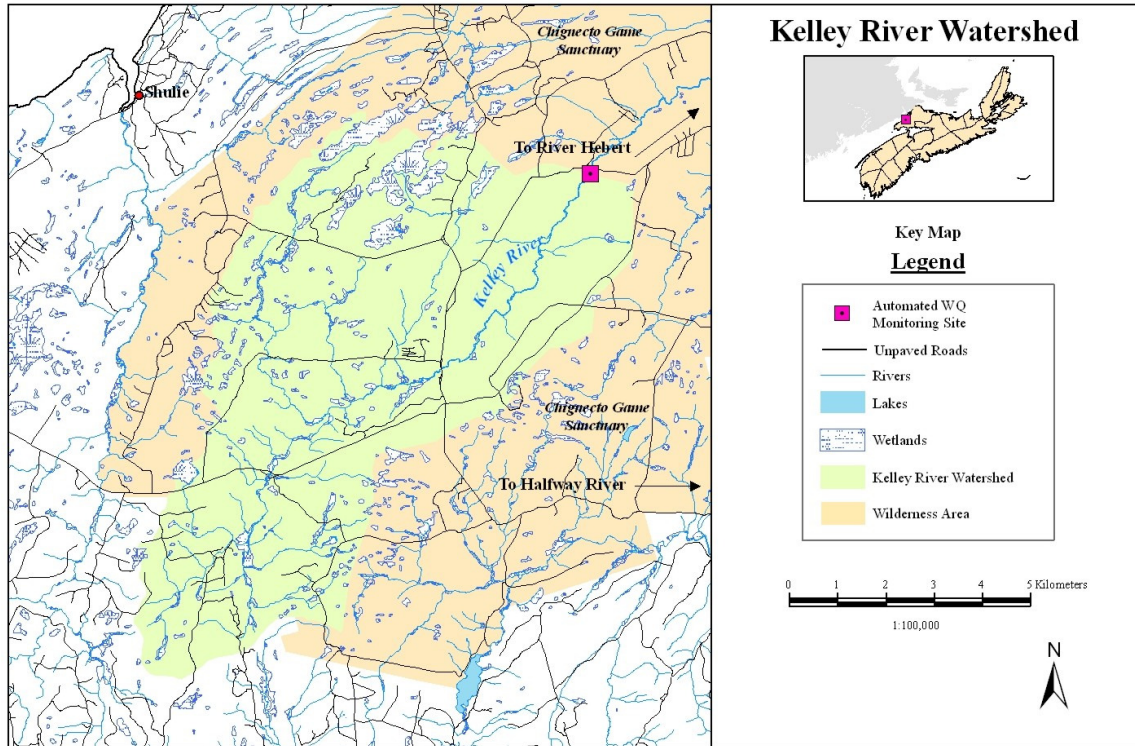 Kelley River Watershed
Chignecto Game
Sanctuary
Shulie
To River Hebert
Kelley River
Chignecto Game
Sanctuary
To Halfway River
Key Map
Legend
Automated WQ
Monitoring Site
Unpaved Roads
Rivers
Lakes
Wetlands
Kelley River Watershed
Wilderness Area
0 1 2 3 4 5 Kilometers
1:100,000
N